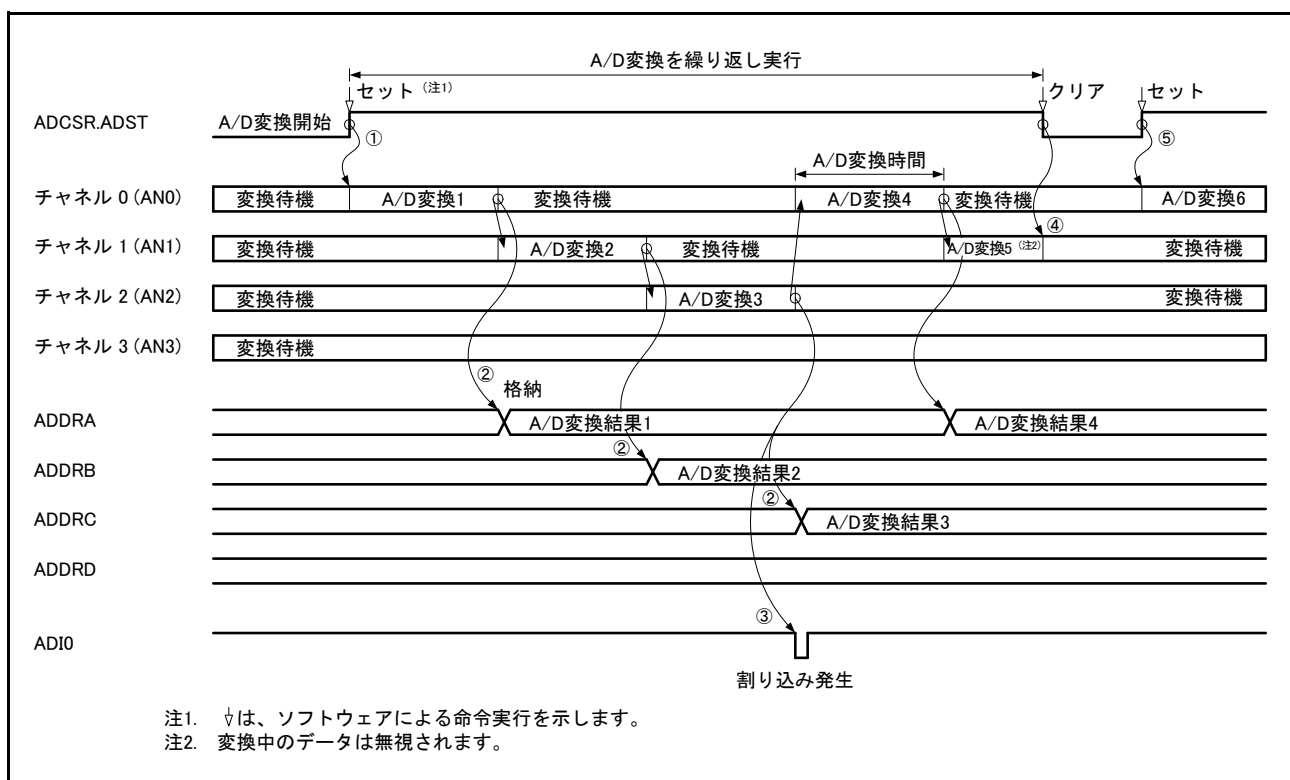 A/D変換を繰り返し実行
セット (注1)
クリア
セット
ADCSR.ADST
A/D変換開始
①
⑤
A/D変換時間
チャネル 0 (AN0)
変換待機
A/D変換1
変換待機
A/D変換4
変換待機
A/D変換6
④
チャネル 1 (AN1)
変換待機
A/D変換2
変換待機
A/D変換5 (注2)
変換待機
チャネル 2 (AN2)
変換待機
A/D変換3
変換待機
チャネル 3 (AN3)
変換待機
②
格納
ADDRA
A/D変換結果1
A/D変換結果4
②
ADDRB
A/D変換結果2
②
ADDRC
A/D変換結果3
ADDRD
③
ADI0
割り込み発生
注1. は、ソフトウェアによる命令実行を示します。
注2. 変換中のデータは無視されます。